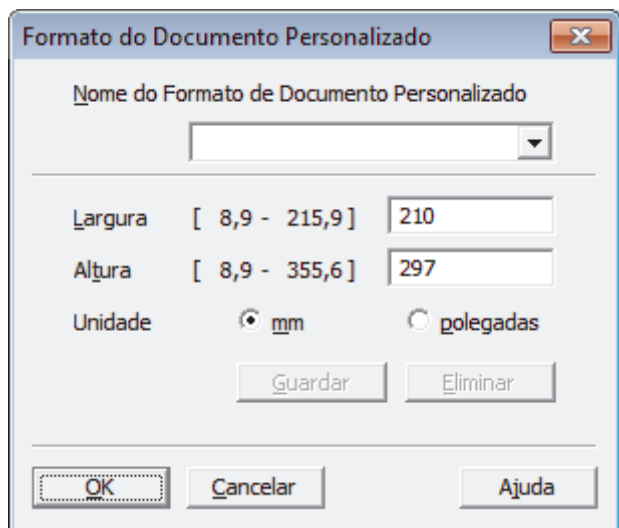 Formato do Documento Personalizado
Nome do Formato de Documento Personalizado
Largura [ 8,9 - 215,9 ] 210
Altura [ 8,9 - 355,6 ] 297
Unidade mm polegadas
Guardar Eliminar
OK Cancelar Ajuda